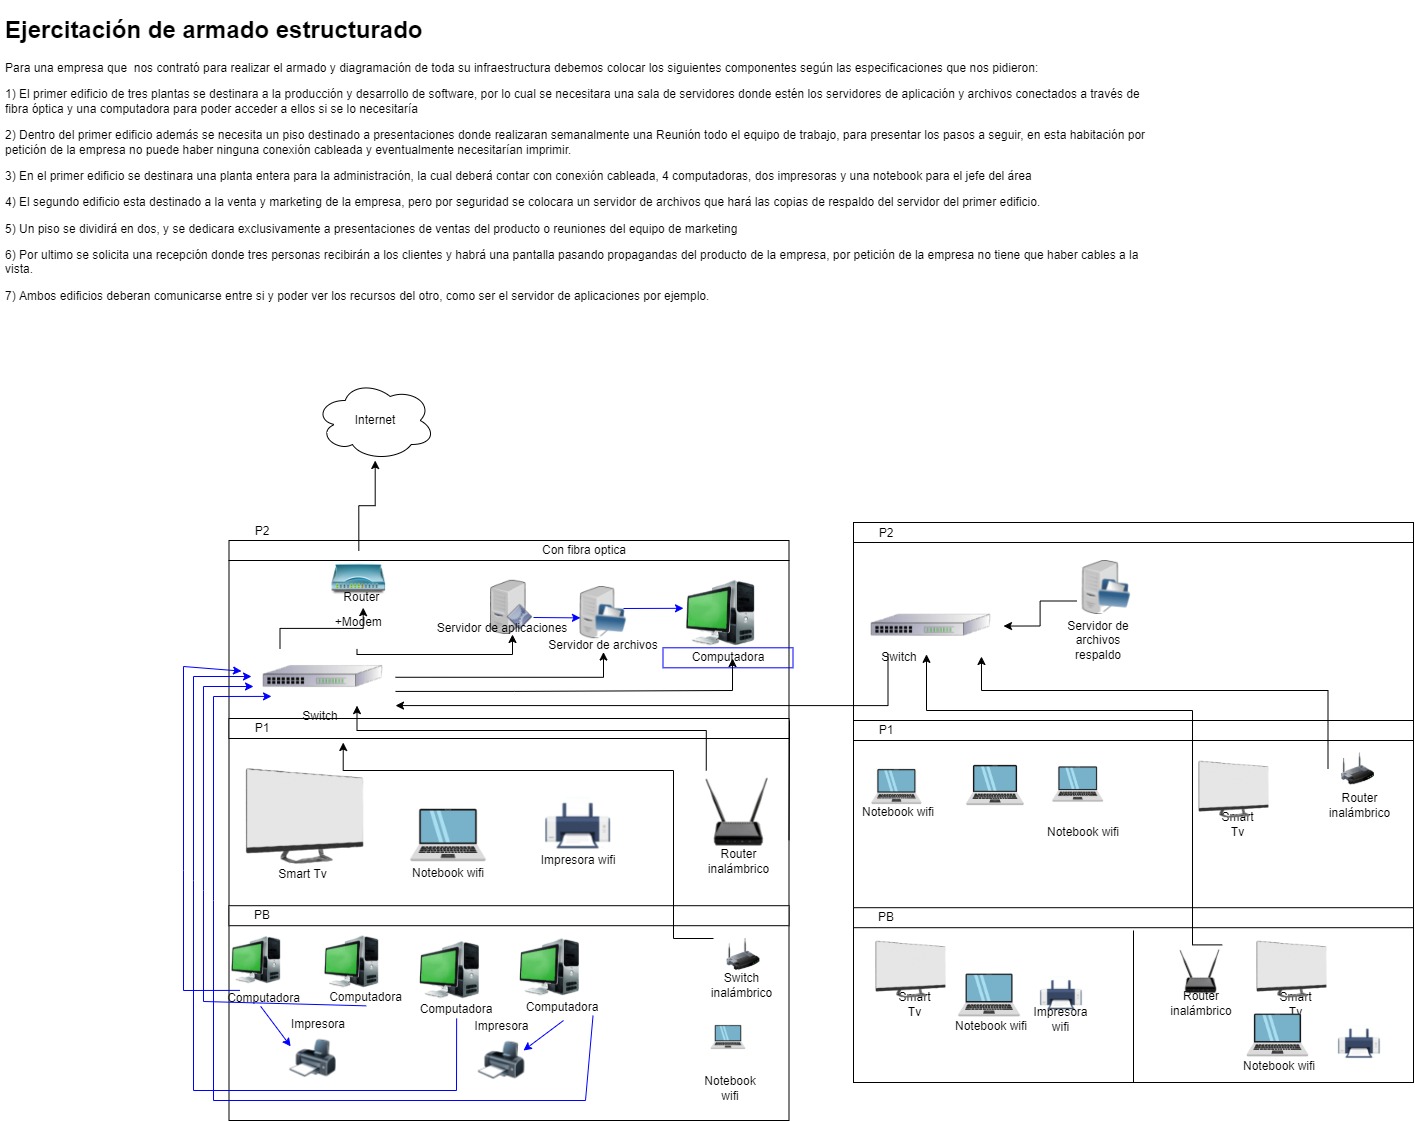 Ejercitación de armado estructurado
Para una empresa que nos contrató para realizar el armado y diagramación de toda su infraestructura debemos colocar los siguientes componentes según las especificaciones que nos pidieron:
1) El primer edificio de tres plantas se destinara a la producción y desarrollo de software, por lo cual se necesitara una sala de servidores donde estén los servidores de aplicación y archivos conectados a través de
fibra óptica y una computadora para poder acceder a ellos si se lo necesitaría
2) Dentro del primer edificio además se necesita un piso destinado a presentaciones donde realizaran semanalmente una Reunión todo el equipo de trabajo, para presentar los pasos a seguir, en esta habitación por
petición de la empresa no puede haber ninguna conexión cableada y eventualmente necesitarían imprimir.
3) En el primer edificio se destinara una planta entera para la administración, la cual deberá contar con conexión cableada, 4 computadoras, dos impresoras y una notebook para el jefe del área
4) El segundo edificio esta destinado a la venta y marketing de la empresa, pero por seguridad se colocara un servidor de archivos que hará las copias de respaldo del servidor del primer edificio.
5) Un piso se dividirá en dos, y se dedicara exclusivamente a presentaciones de ventas del producto o reuniones del equipo de marketing
6) Por ultimo se solicita una recepción donde tres personas recibirán a los clientes y habrá una pantalla pasando propagandas del producto de la empresa, por petición de la empresa no tiene que haber cables a la
vista.
7) Ambos edificios deberan comunicarse entre si y poder ver los recursos del otro, como ser el servidor de aplicaciones por ejemplo.
Internet
P2
Con fibra optica
Router
+Modem
Servidor de aplicaciones
Servidor de archivos
Computadora
Switch
P1
Smart Tv
Notebook wifi
Impresora wifi
Router
inalámbrico
PB
Computadora
Computadora
Computadora
Computadora
Impresora
Impresora
Switch
inalámbrico
Notebook
wifi
P2
Switch
Servidor de
archivos
respaldo
P1
Notebook wifi
Notebook wifi
Smart
Tv
Router
inalámbrico
PB
Smart
Tv
Notebook wifi
Impresora
wifi
Router
inalámbrico
Smart
Tv
Notebook wifi